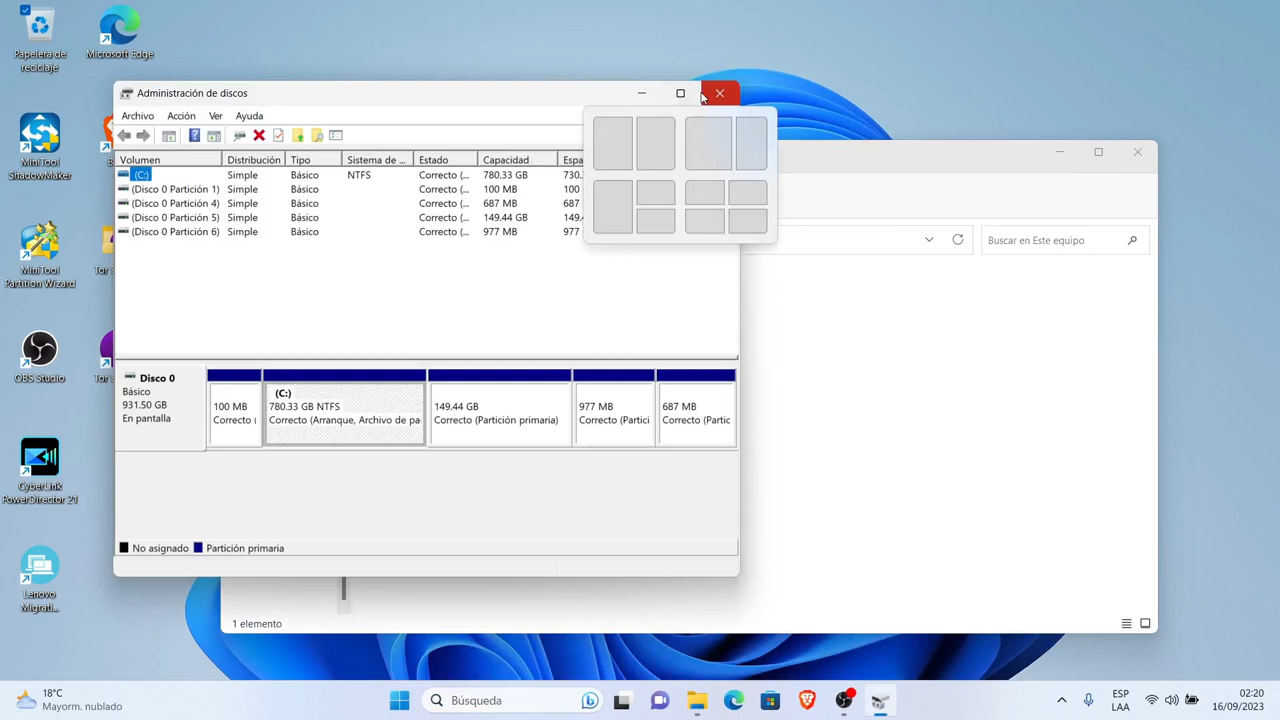 Papelera de
reciclaje
Microsoft Edge
MiniTool
ShadowMaker
MiniTool
Partition Wizard
OBS Studio
CyberLink
PowerDirector 21
Lenovo
Migrati...
B
Tor
Tor
Administración de discos
Archivo Acción Ver Ayuda
Volumen Distribución Tipo Sistema de ... Estado Capacidad Espa
(C:) Simple Básico NTFS Correcto (... 780.33 GB 730.
(Disco 0 Partición 1) Simple Básico Correcto (... 100 MB 100
(Disco 0 Partición 4) Simple Básico Correcto (... 687 MB 687
(Disco 0 Partición 5) Simple Básico Correcto (... 149.44 GB 149.
(Disco 0 Partición 6) Simple Básico Correcto (... 977 MB 977
Disco 0
Básico
931.50 GB
En pantalla
100 MB
Correcto (
(C:)
780.33 GB NTFS
Correcto (Arranque, Archivo de pa
149.44 GB
Correcto (Partición primaria)
977 MB
Correcto (Partici
687 MB
Correcto (Partic
No asignado Partición primaria
Buscar en Este equipo
1 elemento
18°C
Mayorm. nublado
Búsqueda
ESP
LAA
02:20
16/09/2023